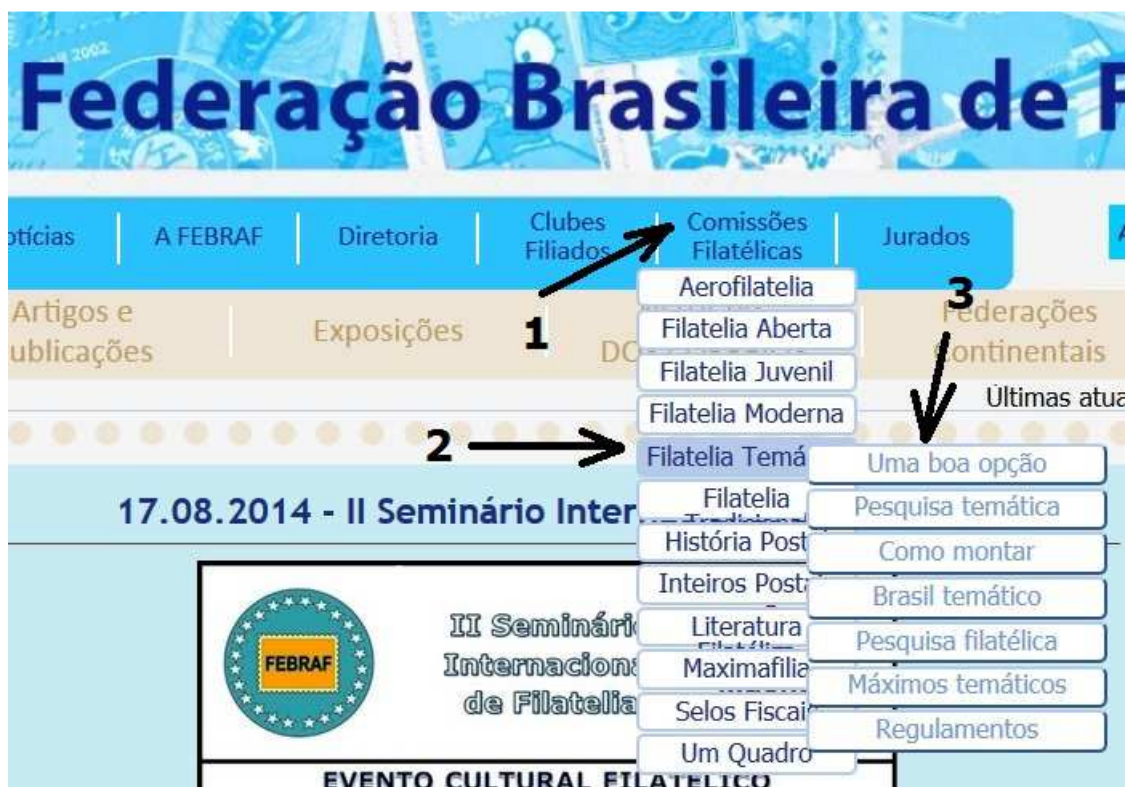 2002
Federação Brasileira de F
otícias
A FEBRAF
Diretoria
Clubes
Filiados
Comissões
Filatélicas
Jurados
A
1
Artigos e
ublicações
Exposições
DO
Federações
Continentais
3
Aerofilatelia
Filatelia Aberta
Filatelia Juvenil
Filatelia Moderna
Filatelia Temá
Filatelia
História Post
Inteiros Posta
Literatura
Maximafilia
Selos Fiscai
Um Quadro
Últimas atua
2
Uma boa opção
Pesquisa temática
Como montar
Brasil temático
Pesquisa filatélica
Máximos temáticos
Regulamentos
17.08.2014 - II Seminário Inter
FEBRAF
II Seminári
Internaciona
de Filatelia
EVENTO CULTURAL FILATÉLICO